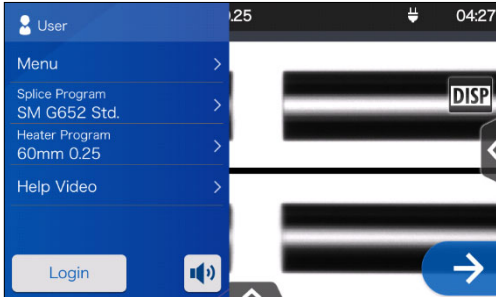 User
.25
04:27
Menu
Splice Program
SM G652 Std.
DISP
Heater Program
60mm 0.25
Help Video
Login